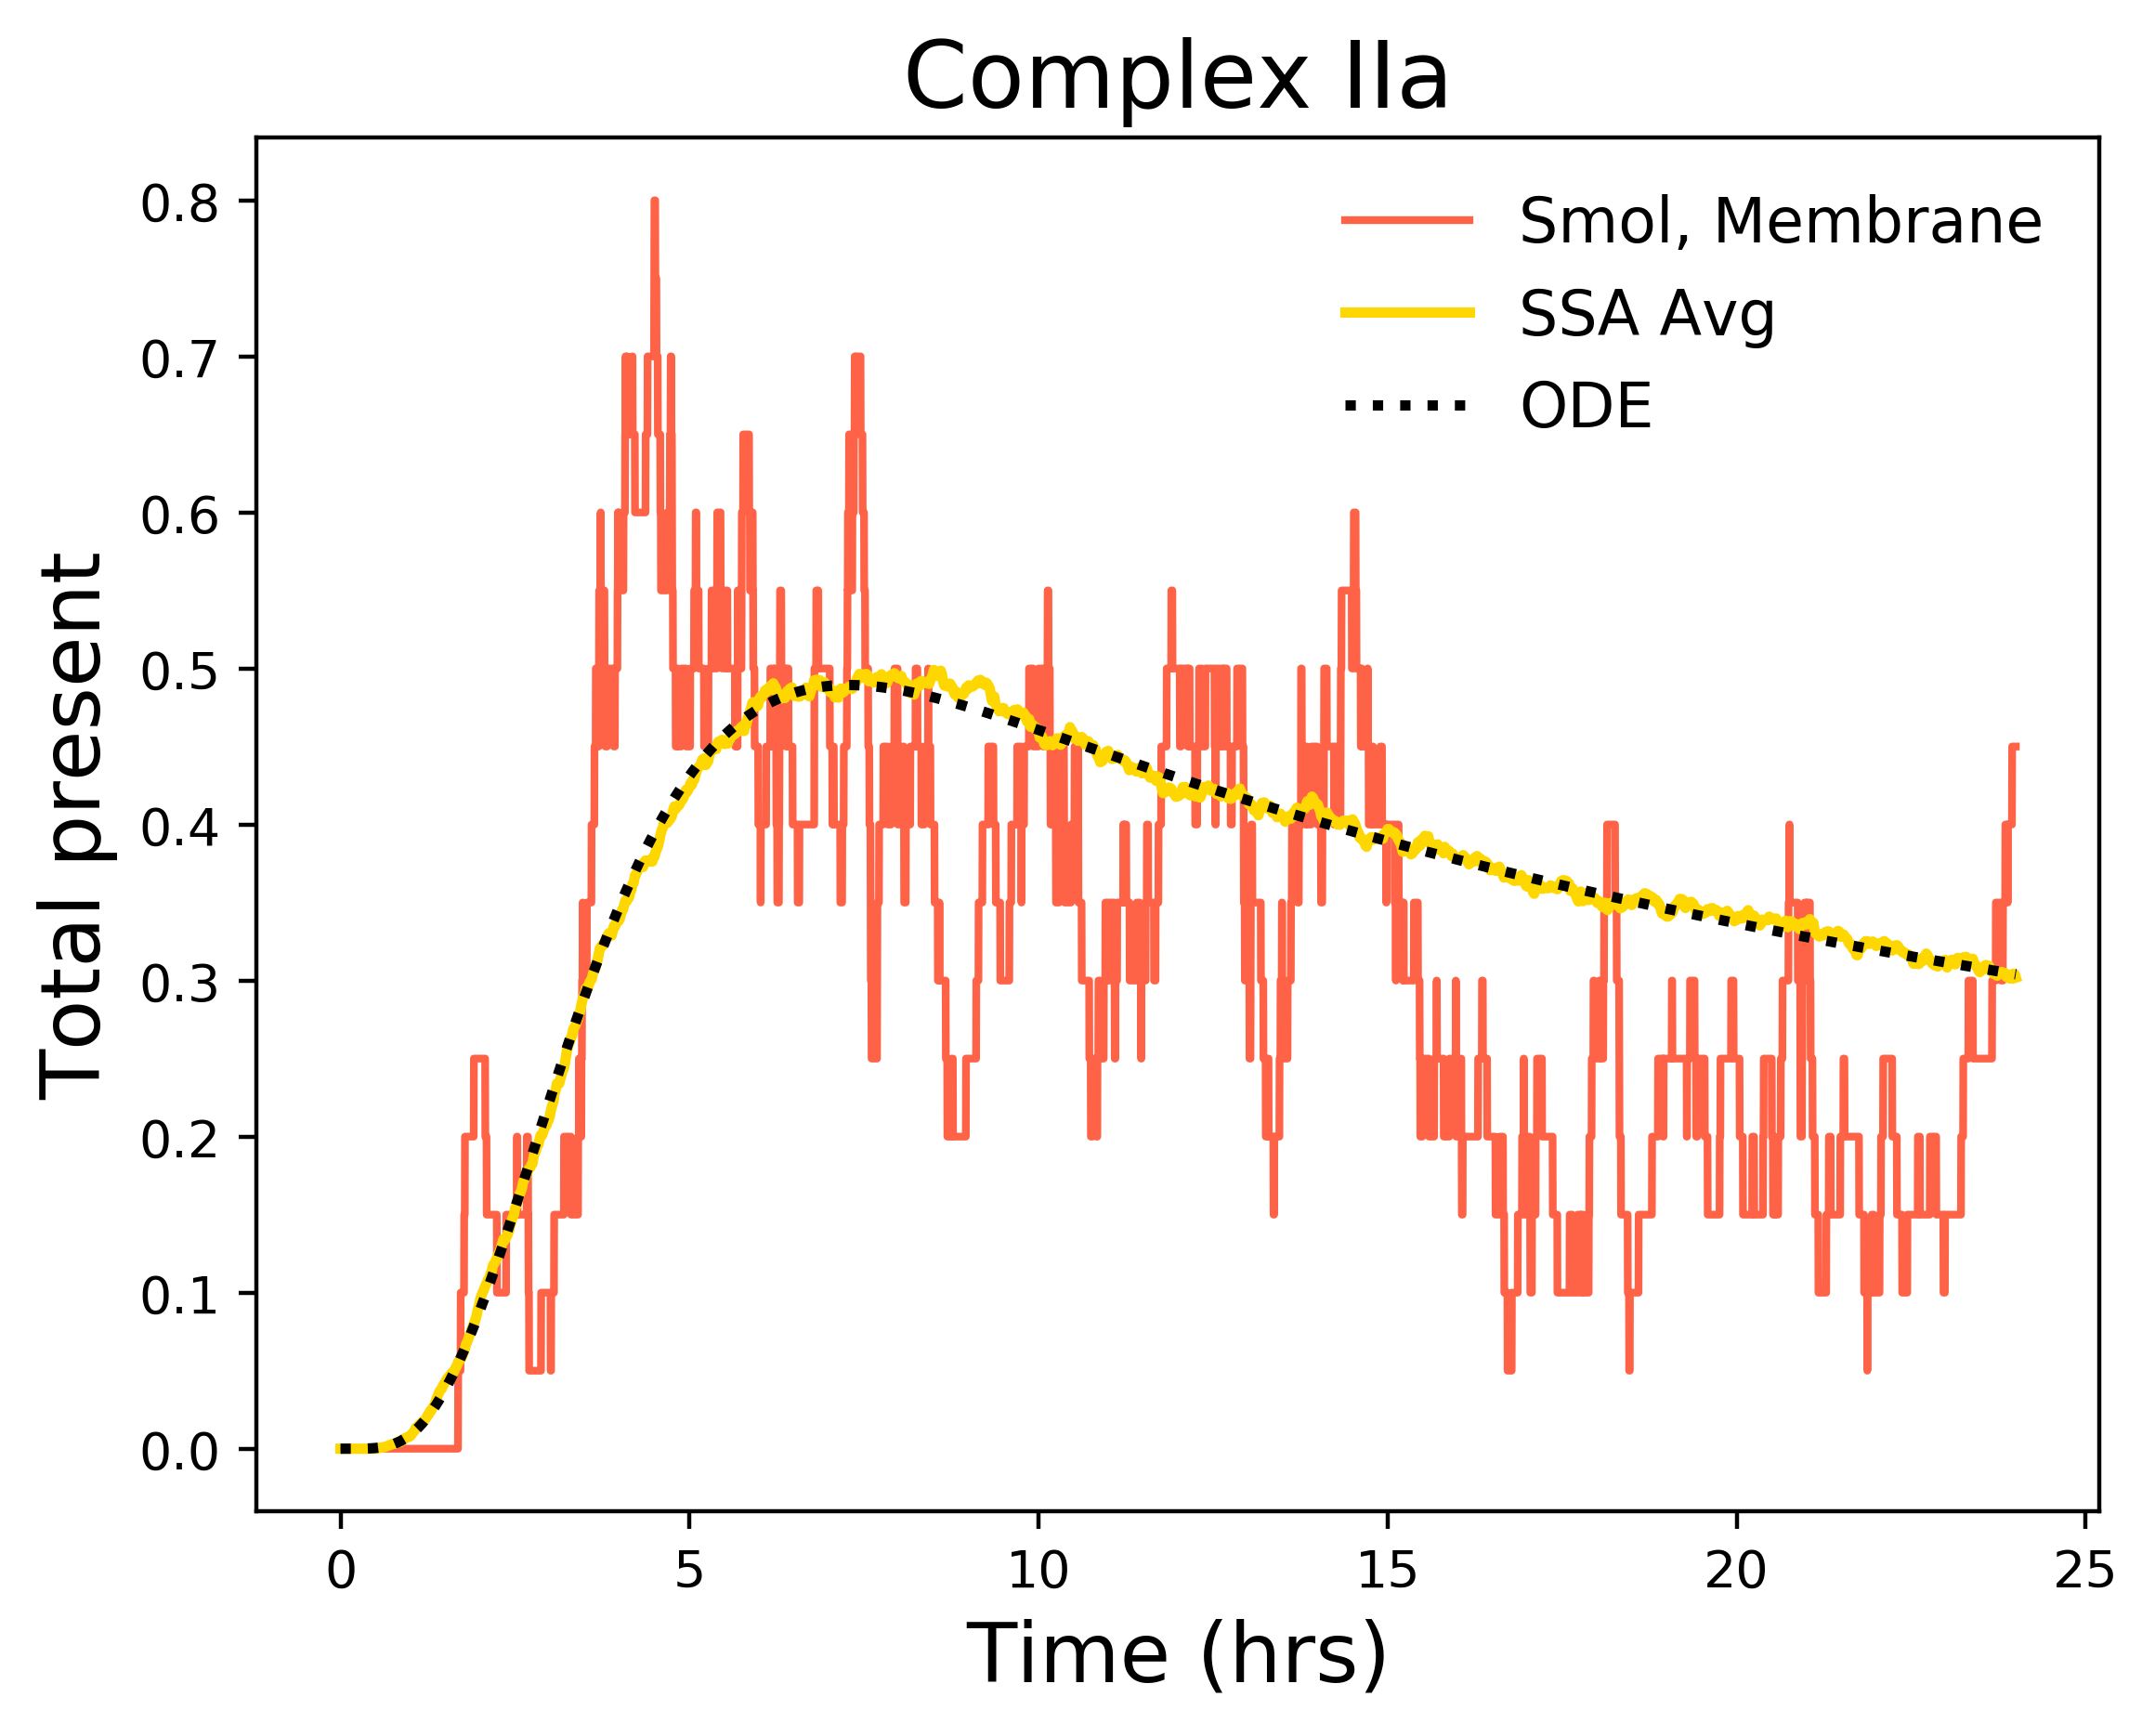 Complex IIa
Smol, Membrane
SSA Avg
ODE
Total present
0.8
0.7
0.6
0.5
0.4
0.3
0.2
0.1
0.0
0 5 10 15 20 25
Time (hrs)